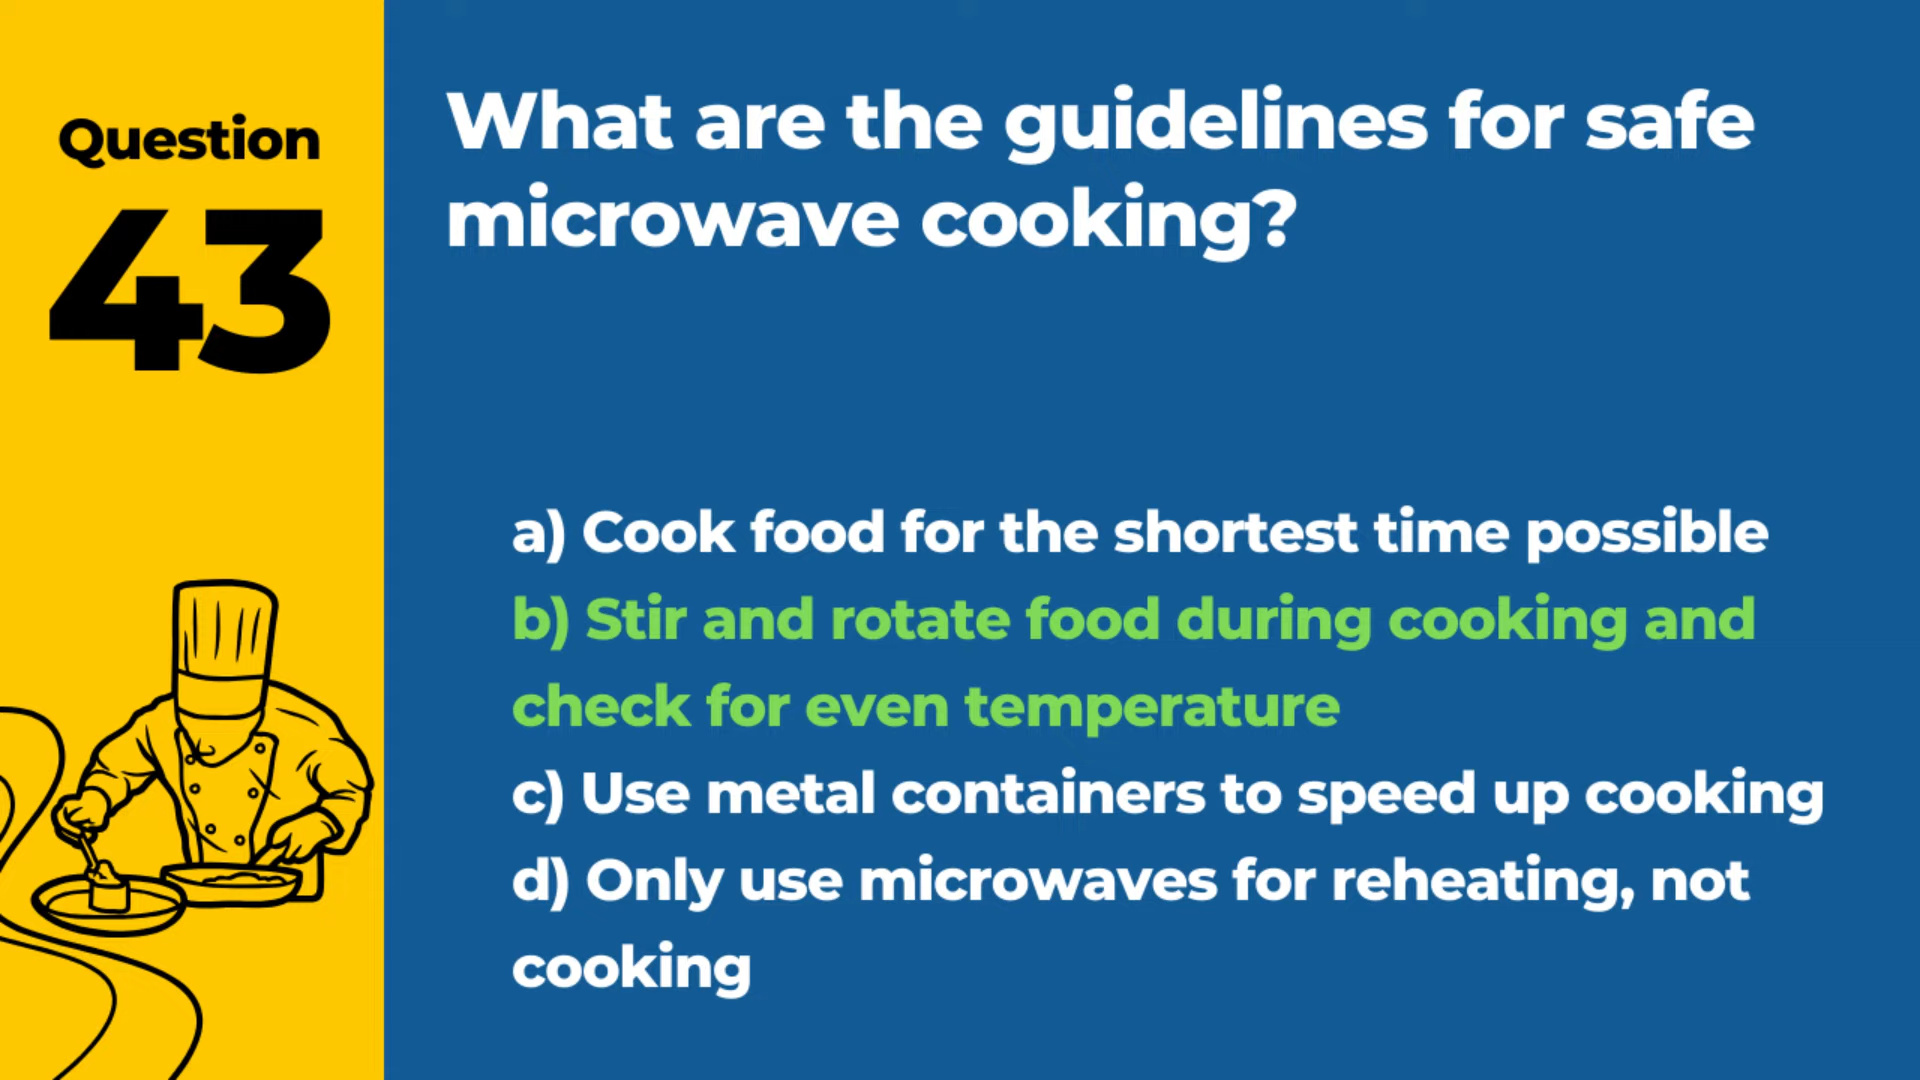 Question
43
What are the guidelines for safe
microwave cooking?
a) Cook food for the shortest time possible
b) Stir and rotate food during cooking and
check for even temperature
c) Use metal containers to speed up cooking
d) Only use microwaves for reheating, not
cooking